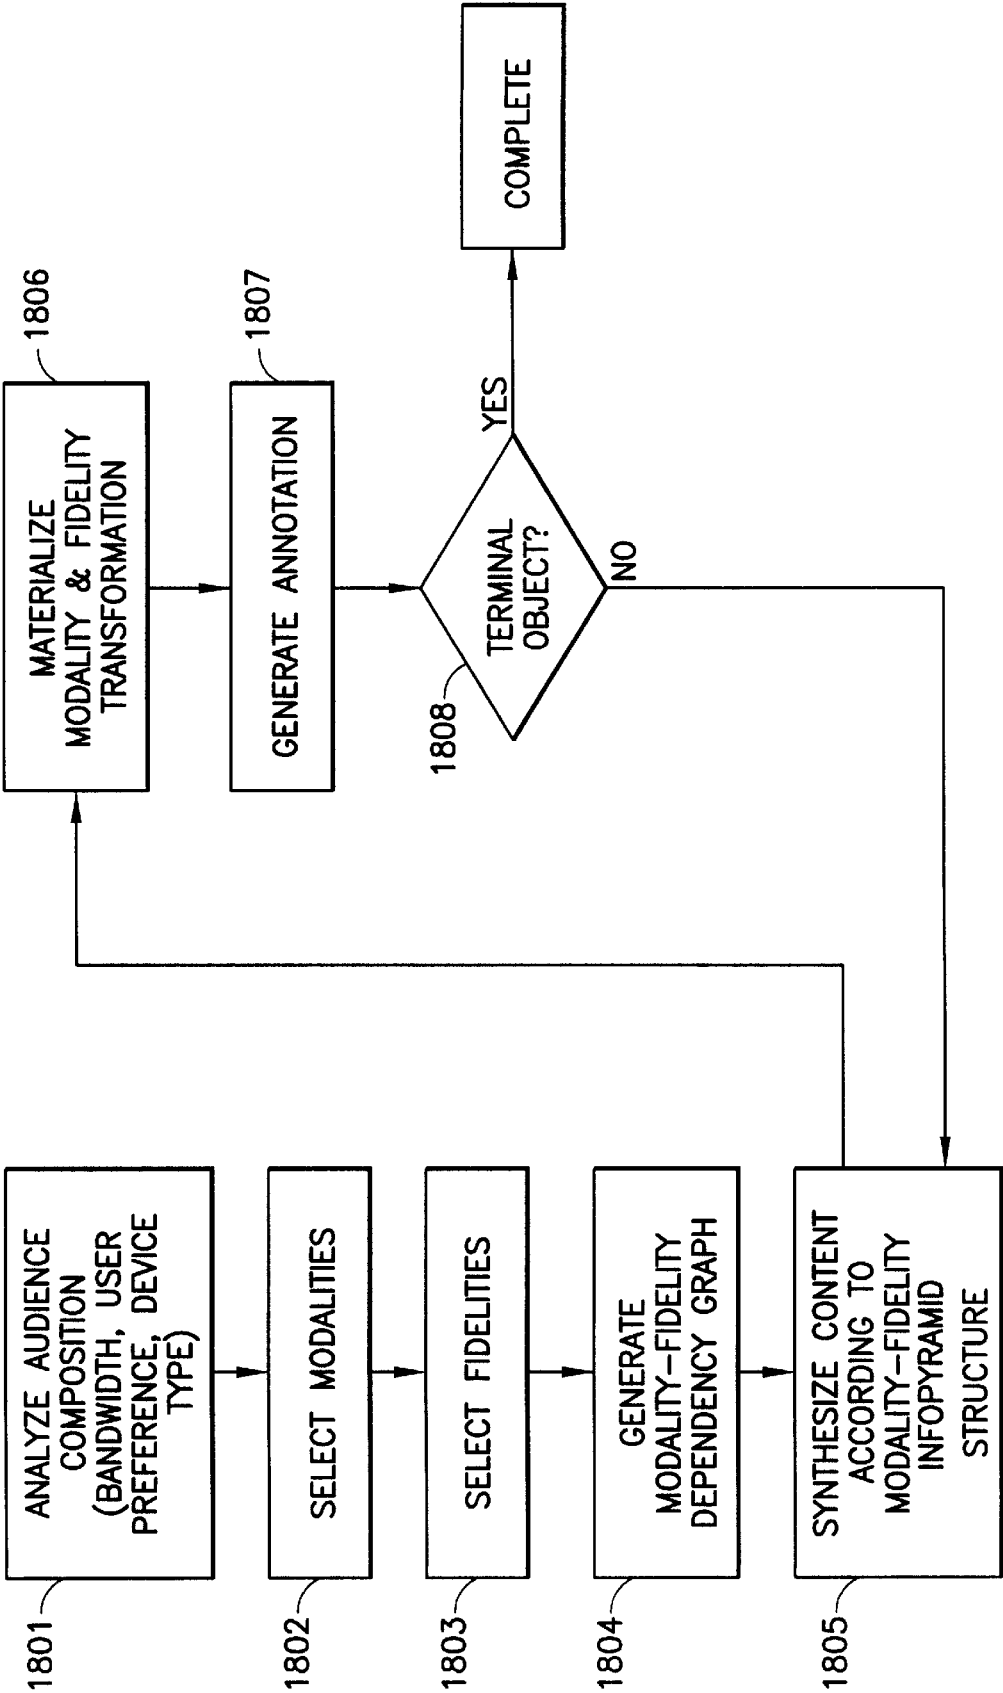 1801
ANALYZE AUDIENCE
COMPOSITION
(BANDWIDTH, USER
PREFERENCE, DEVICE
TYPE)
1802
SELECT MODALITIES
1803
SELECT FIDELITIES
1804
GENERATE
MODALITY-FIDELITY
DEPENDENCY GRAPH
1805
SYNTHESIZE CONTENT
ACCORDING TO
MODALITY-FIDELITY
INFOPYRAMID
STRUCTURE
1806
MATERIALIZE
MODALITY & FIDELITY
TRANSFORMATION
1807
GENERATE ANNOTATION
1808
TERMINAL
OBJECT?
YES
NO
COMPLETE